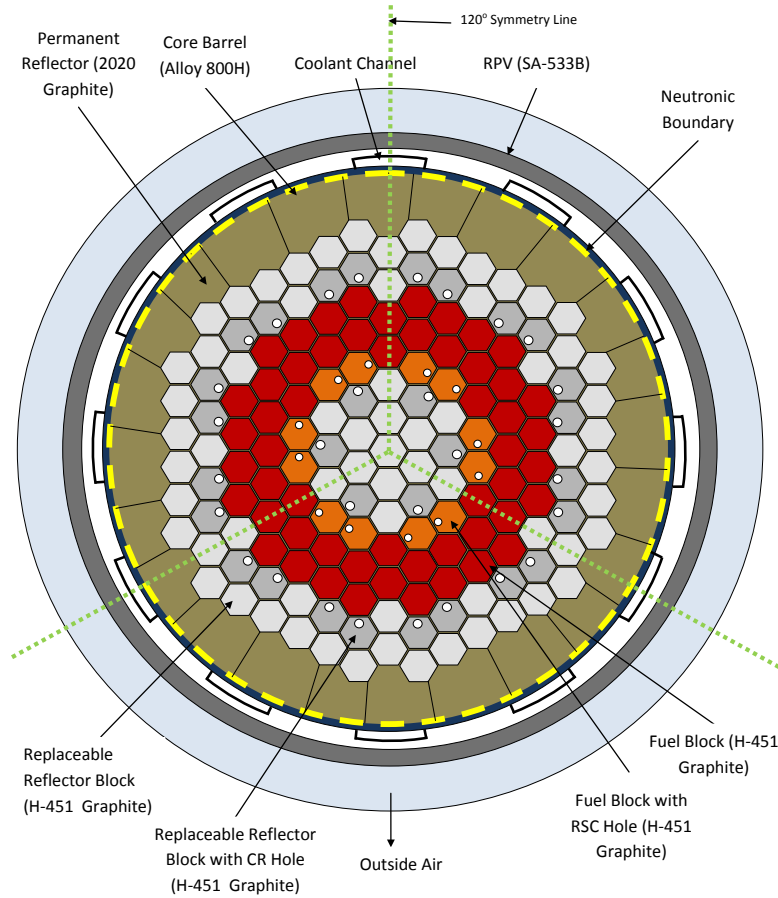 120° Symmetry Line
Permanent
Reflector (2020
Graphite)
Core Barrel
(Alloy 800H)
Coolant Channel
RPV (SA-533B)
Neutronic
Boundary
Replaceable
Reflector Block
(H-451 Graphite)
Replaceable Reflector
Block with CR Hole
(H-451 Graphite)
Outside Air
Fuel Block with
RSC Hole (H-451
Graphite)
Fuel Block (H-451
Graphite)